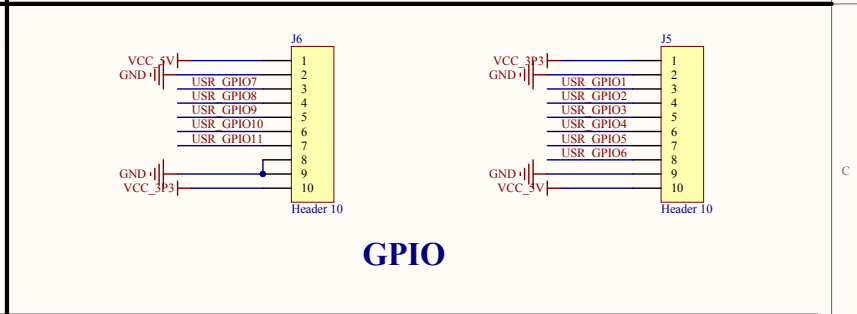 J6
VCC_5V 1
GND 2
USR_GPIO7 3
USR_GPIO8 4
USR_GPIO9 5
USR_GPIO10 6
USR_GPIO11 7
8
GND 9
VCC_3P3 10
Header 10
J5
VCC_3P3 1
GND 2
USR_GPIO1 3
USR_GPIO2 4
USR_GPIO3 5
USR_GPIO4 6
USR_GPIO5 7
USR_GPIO6 8
GND 9
VCC_5V 10
Header 10
C
GPIO